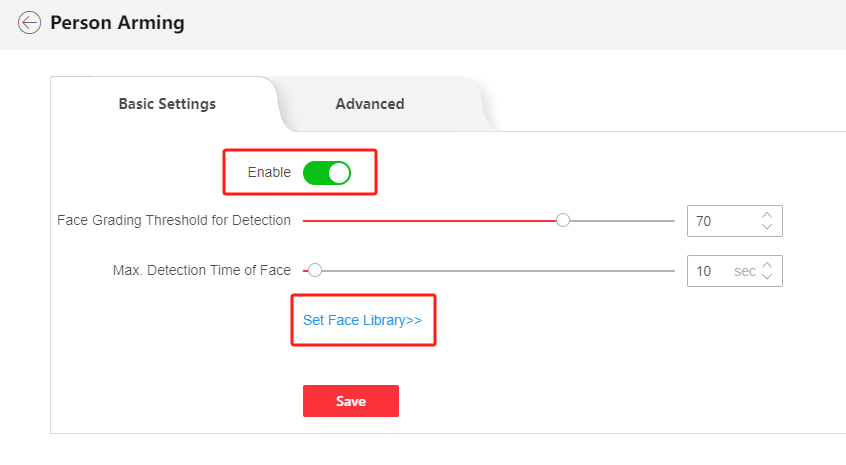 Person Arming
Basic Settings Advanced
Enable
Face Grading Threshold for Detection 70
Max. Detection Time of Face 10 sec
Set Face Library>>
Save